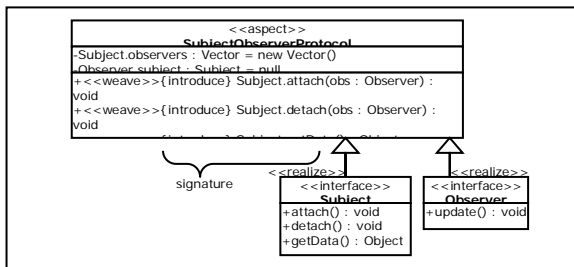 <<aspect>>
SubjectObserverProtocol
-Subject.observers : Vector = new Vector()
-Observer.subject : Subject = null
+<<weave>>{introduce} Subject.attach(obs : Observer) :
void
+<<weave>>{introduce} Subject.detach(obs : Observer) :
void
signature
<<realize>>
<<realize>>
<<interface>>
Subject
+attach() : void
+detach() : void
+getData() : Object
<<interface>>
Observer
+update() : void